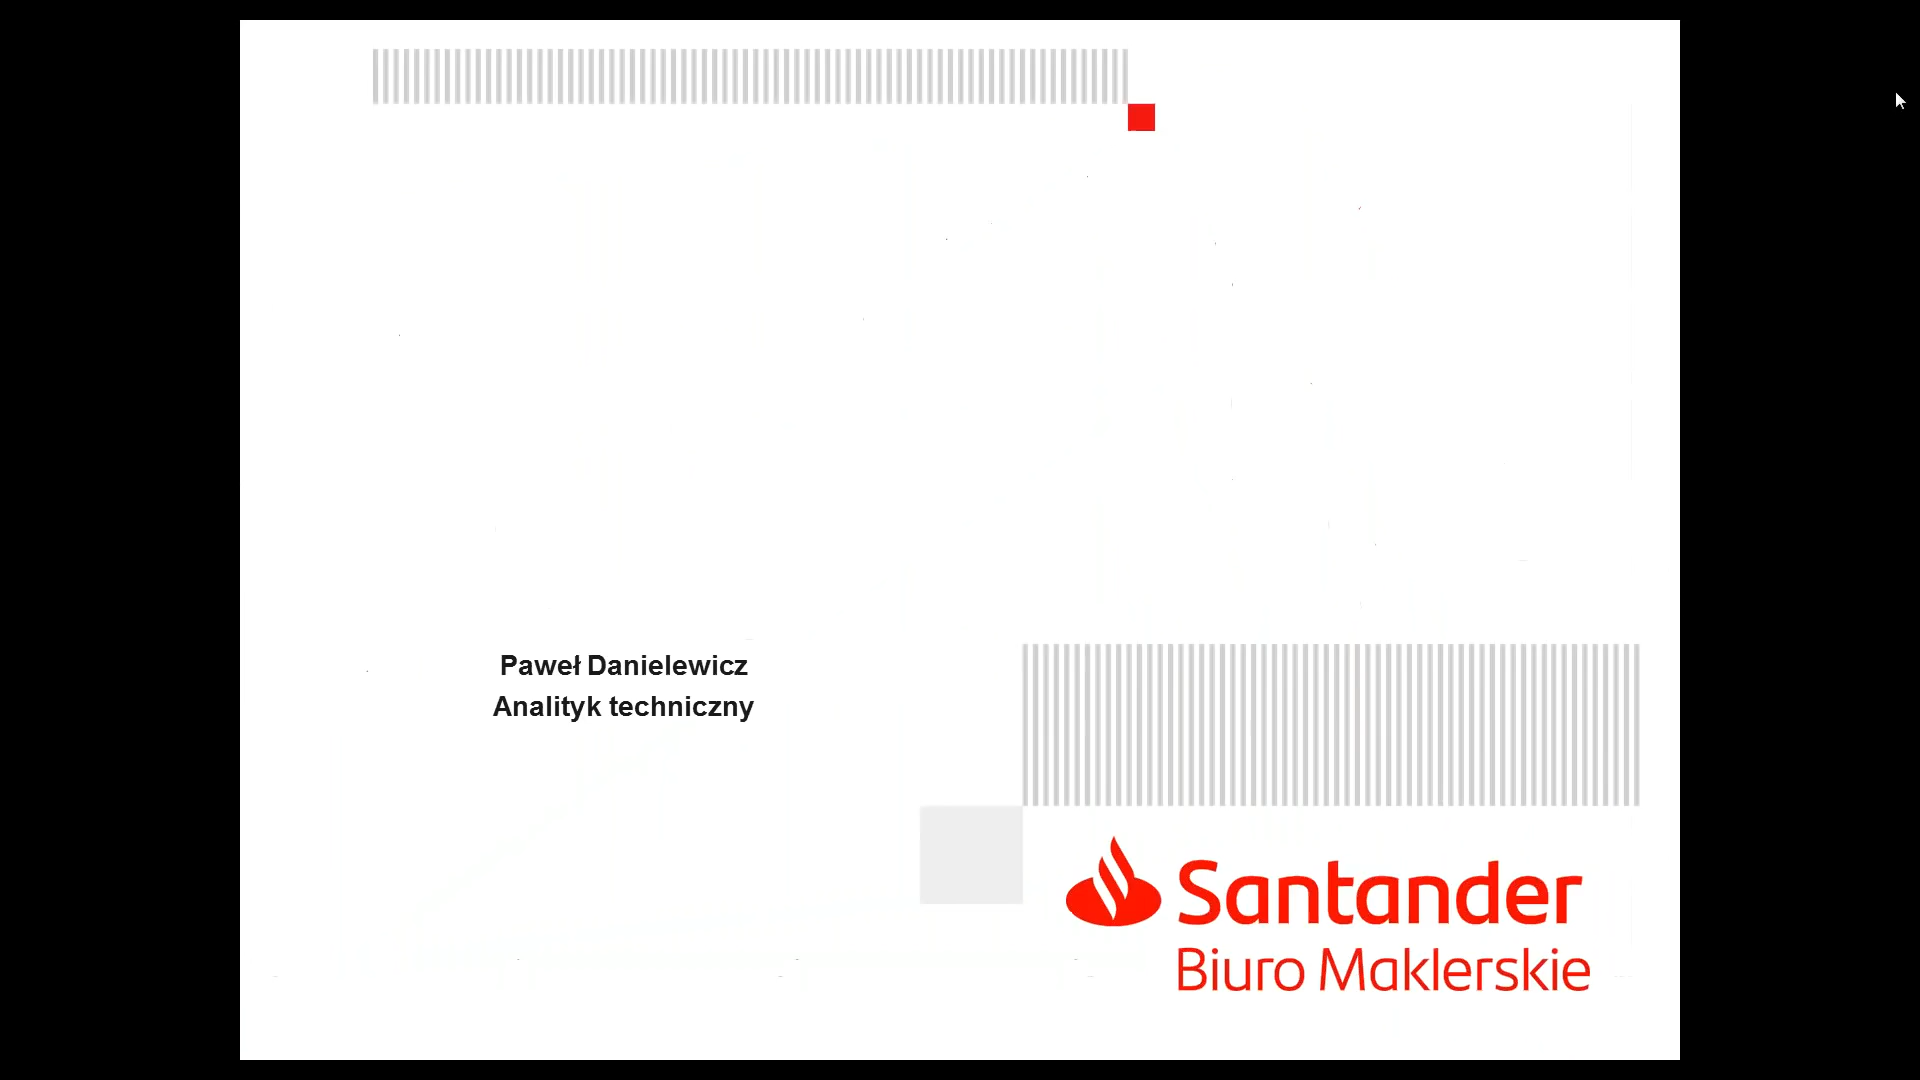 Paweł Danielewicz
Analityk techniczny
Santander
Biuro Maklerskie